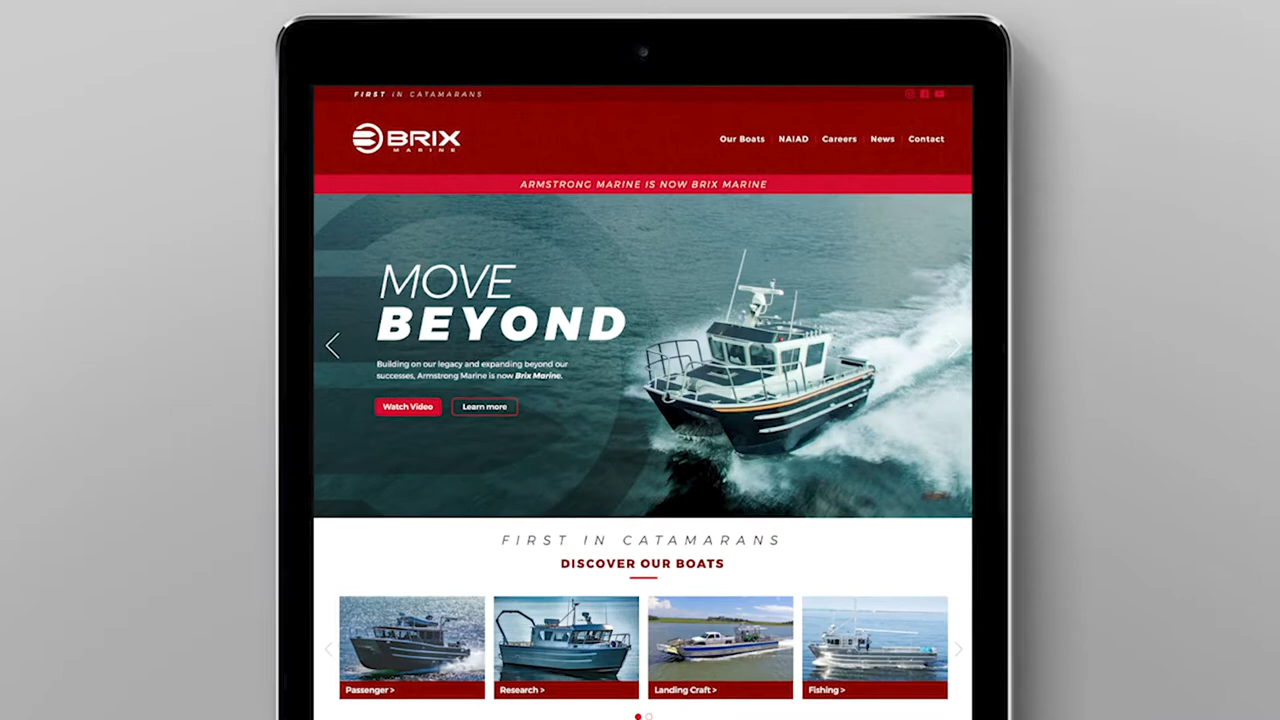 FIRST IN CATAMARANS
BRIX
MARINE
Our Boats NAIAD Careers News Contact
ARMSTRONG MARINE IS NOW BRIX MARINE
MOVE
BEYOND
Building on our legacy and expanding beyond our
successes, Armstrong Marine is now Brix Marine.
Watch Video Learn more
FIRST IN CATAMARANS
DISCOVER OUR BOATS
Passenger > Research > Landing Craft > Fishing >